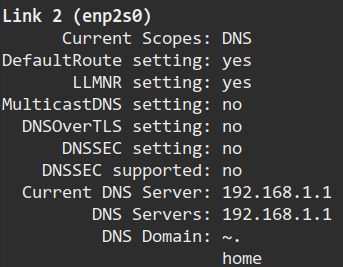 Link 2 (enp2s0)
Current Scopes: DNS
DefaultRoute setting: yes
LLMNR setting: yes
MulticastDNS setting: no
DNSOverTLS setting: no
DNSSEC setting: no
DNSSEC supported: no
Current DNS Server: 192.168.1.1
DNS Servers: 192.168.1.1
DNS Domain: ~.
home